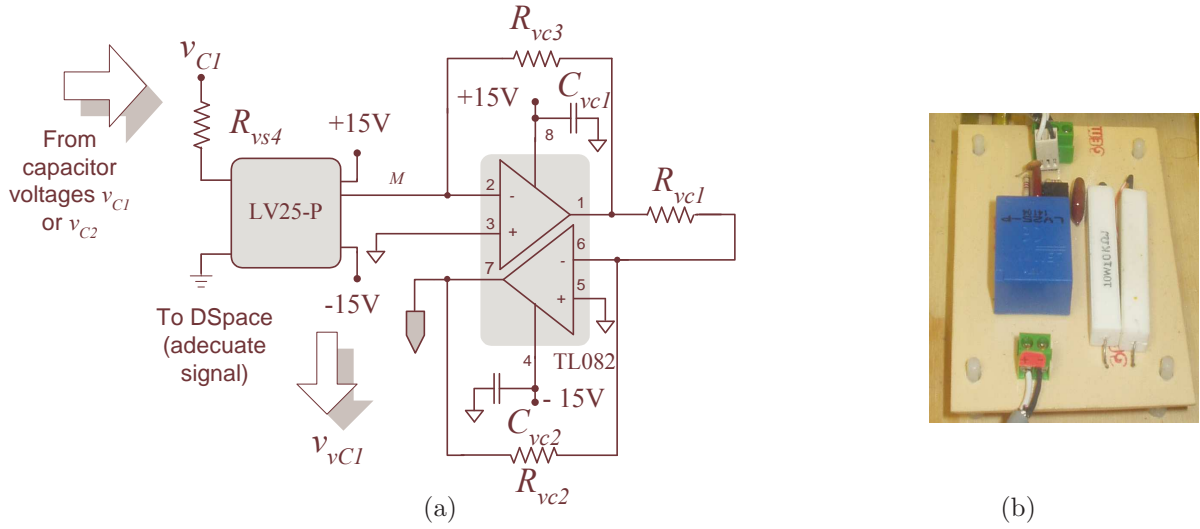 v_C1
From
capacitor
voltages v_C1
or v_C2
R_vs4
LV25-P
+15V
-15V
M
To DSpace
(adecuate
signal)
v_vC1
R_vc3
+15V
C_vc1
8
2
-
3
+
1
R_vc1
6
-
5
+
7
4
TL082
- 15V
C_vc2
R_vc2
(a)
10W10KΩJ
(b)